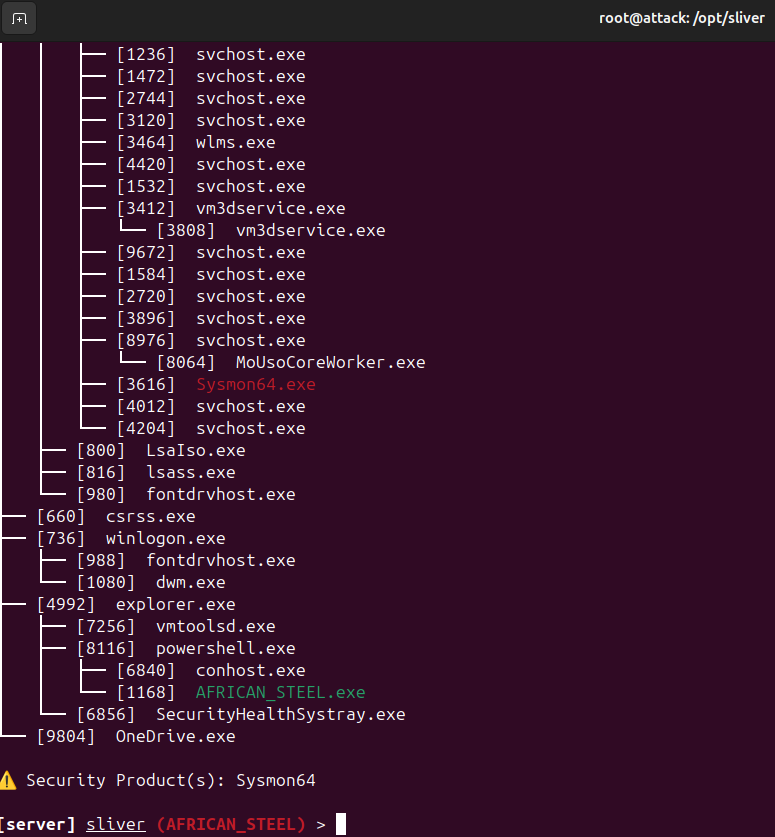 root@attack: /opt/sliver
[1236] svchost.exe
[1472] svchost.exe
[2744] svchost.exe
[3120] svchost.exe
[3464] wlms.exe
[4420] svchost.exe
[1532] svchost.exe
[3412] vm3dservice.exe
[3808] vm3dservice.exe
[9672] svchost.exe
[1584] svchost.exe
[2720] svchost.exe
[3896] svchost.exe
[8976] svchost.exe
[8064] MoUsoCoreWorker.exe
[3616] Sysmon64.exe
[4012] svchost.exe
[4204] svchost.exe
[800] LsaIso.exe
[816] lsass.exe
[980] fontdrvhost.exe
[660] csrss.exe
[736] winlogon.exe
[988] fontdrvhost.exe
[1080] dwm.exe
[4992] explorer.exe
[7256] vmtoolsd.exe
[8116] powershell.exe
[6840] conhost.exe
[1168] AFRICAN_STEEL.exe
[6856] SecurityHealthSystray.exe
[9804] OneDrive.exe
⚠️ Security Product(s): Sysmon64
[server] sliver (AFRICAN_STEEL) >